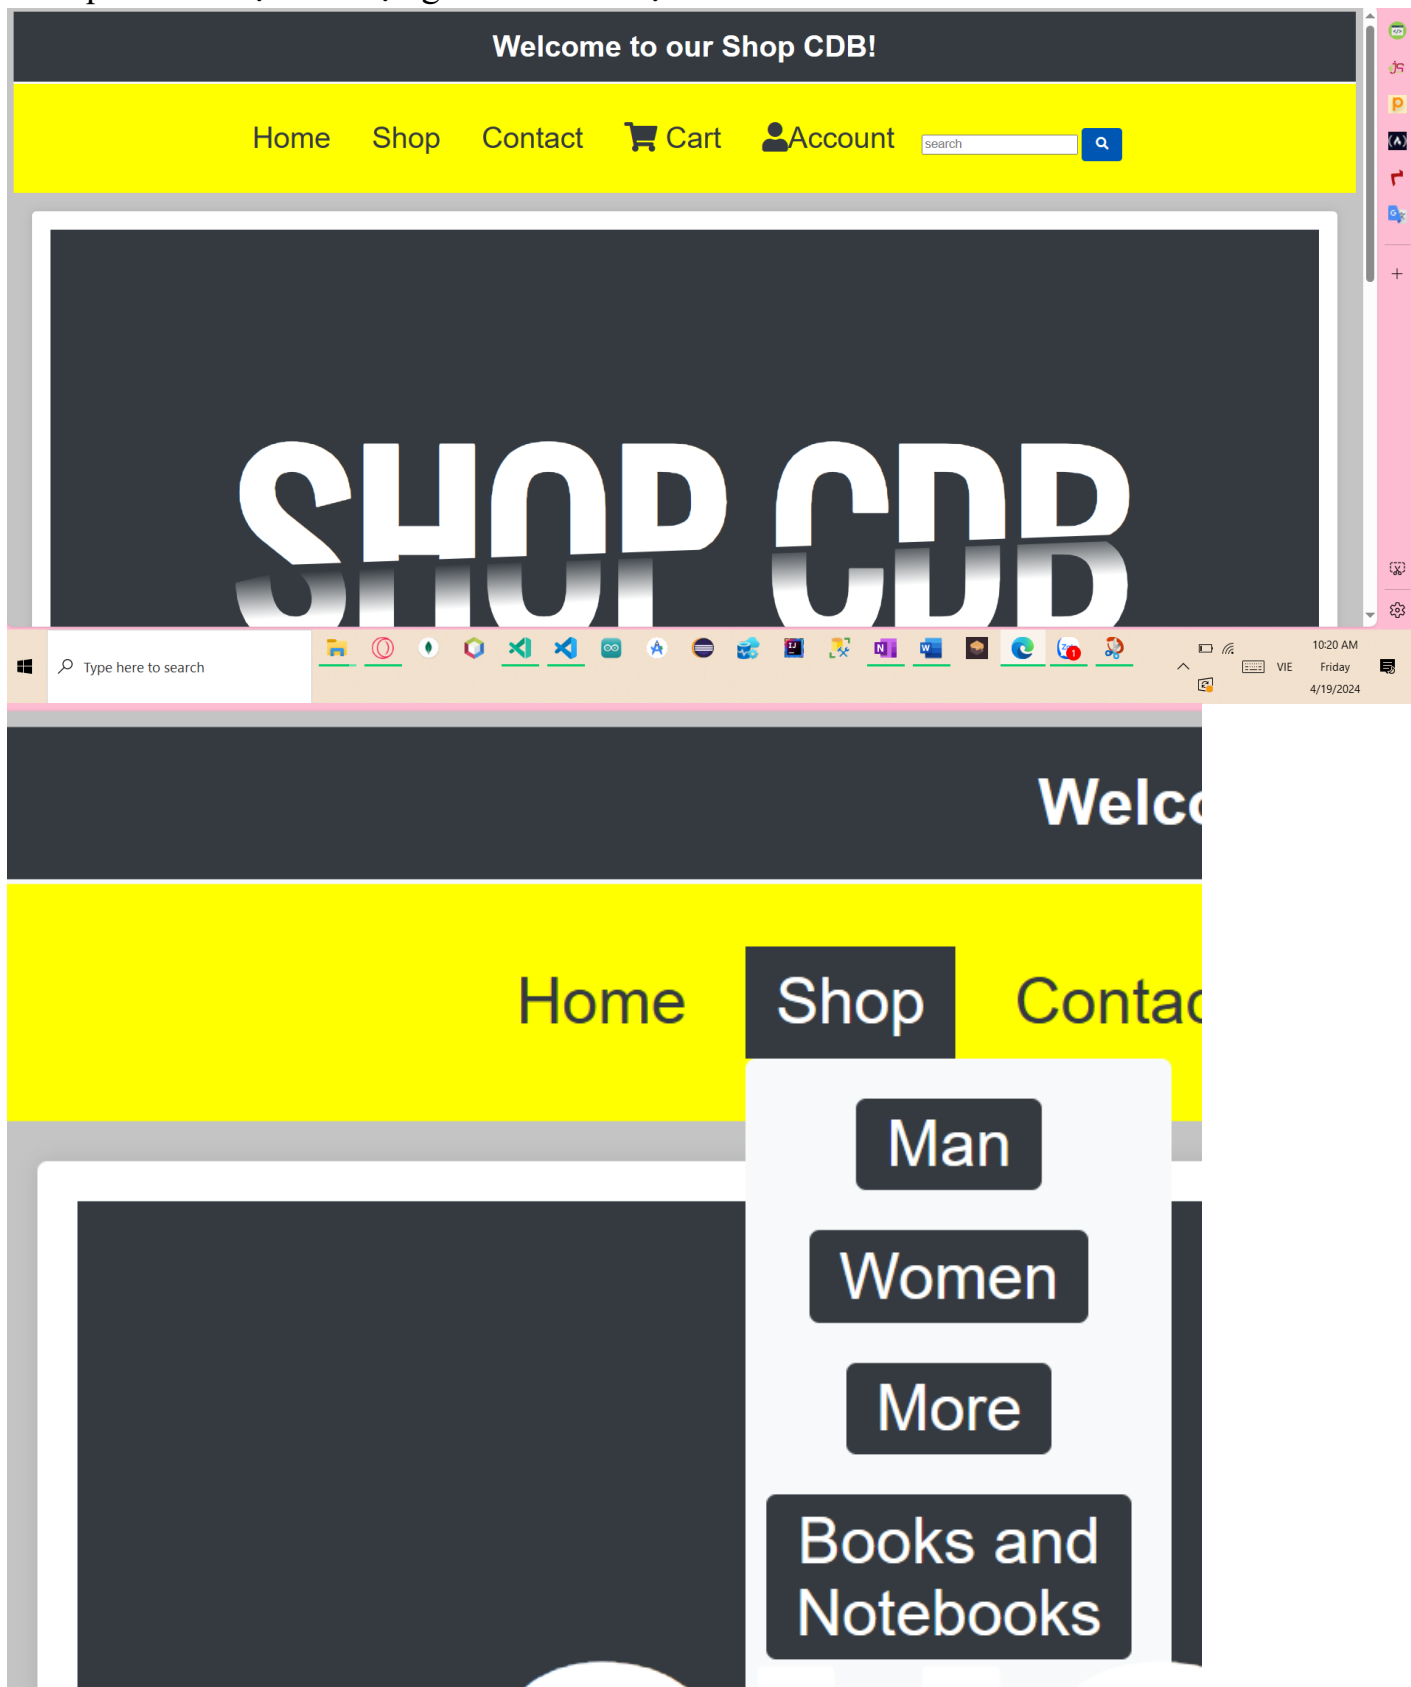 Welcome to our Shop CDB!
Home Shop Contact Cart Account search
SHOP CDB
Type here to search
10:20 AM
VIE Friday
4/19/2024
Welco
Home Shop Contac
Man
Women
More
Books and
Notebooks